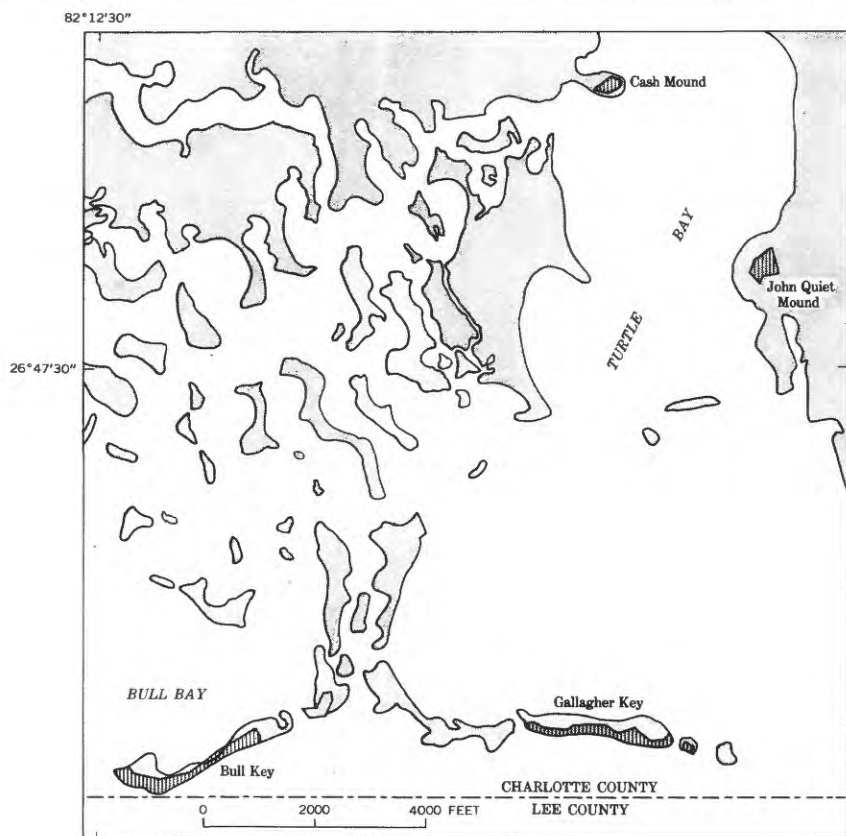 82°12'30"
Cash Mound
BAY
John Quiet
Mound
TURTLE
26°47'30"
BULL BAY
Gallagher Key
Bull Key
CHARLOTTE COUNTY
LEE COUNTY
0 2000 4000 FEET